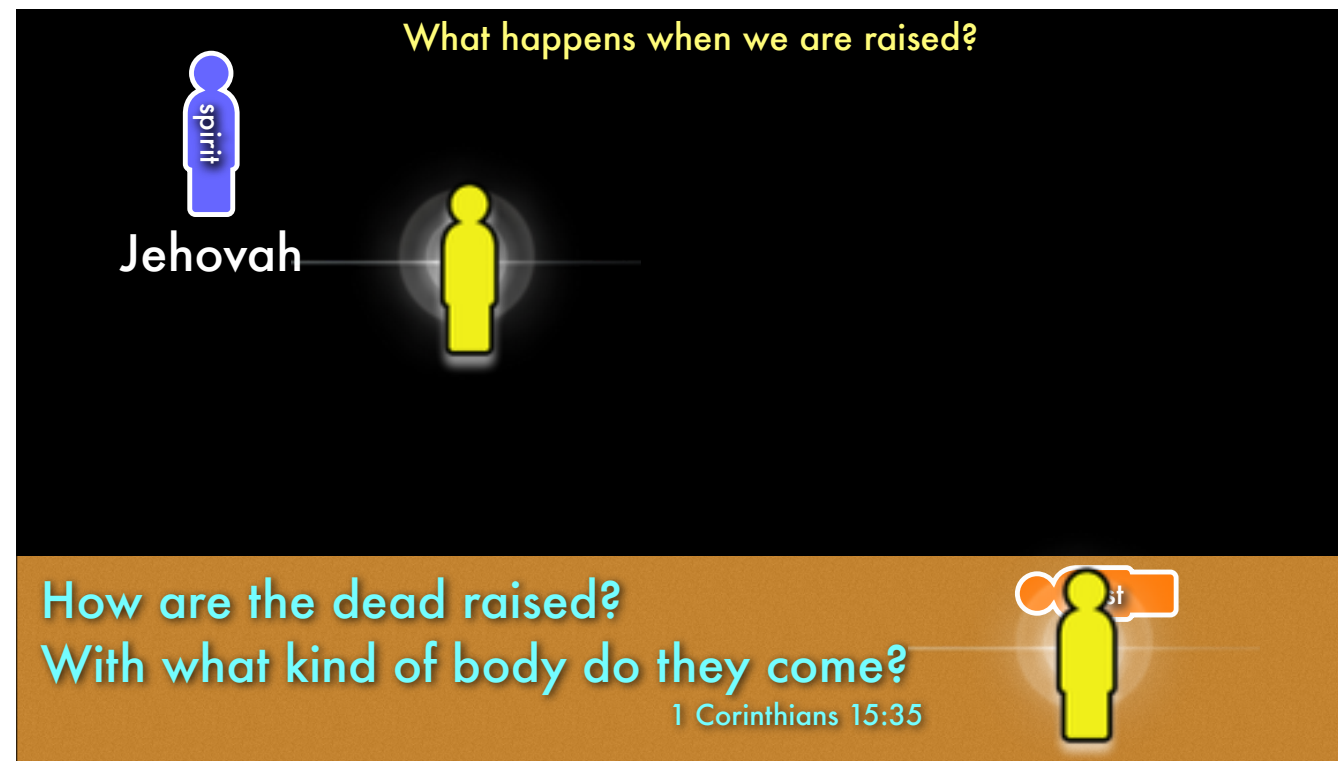 What happens when we are raised?
spirit
Jehovah
How are the dead raised?
With what kind of body do they come?
1 Corinthians 15:35